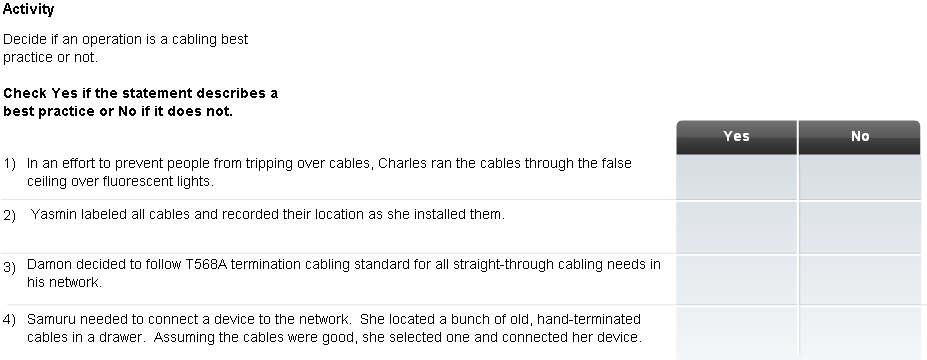 Activity
Decide if an operation is a cabling best
practice or not.
Check Yes if the statement describes a
best practice or No if it does not.
Yes No
1) In an effort to prevent people from tripping over cables, Charles ran the cables through the false
ceiling over fluorescent lights.
2) Yasmin labeled all cables and recorded their location as she installed them.
3) Damon decided to follow T568A termination cabling standard for all straight-through cabling needs in
his network.
4) Samuru needed to connect a device to the network. She located a bunch of old, hand-terminated
cables in a drawer. Assuming the cables were good, she selected one and connected her device.